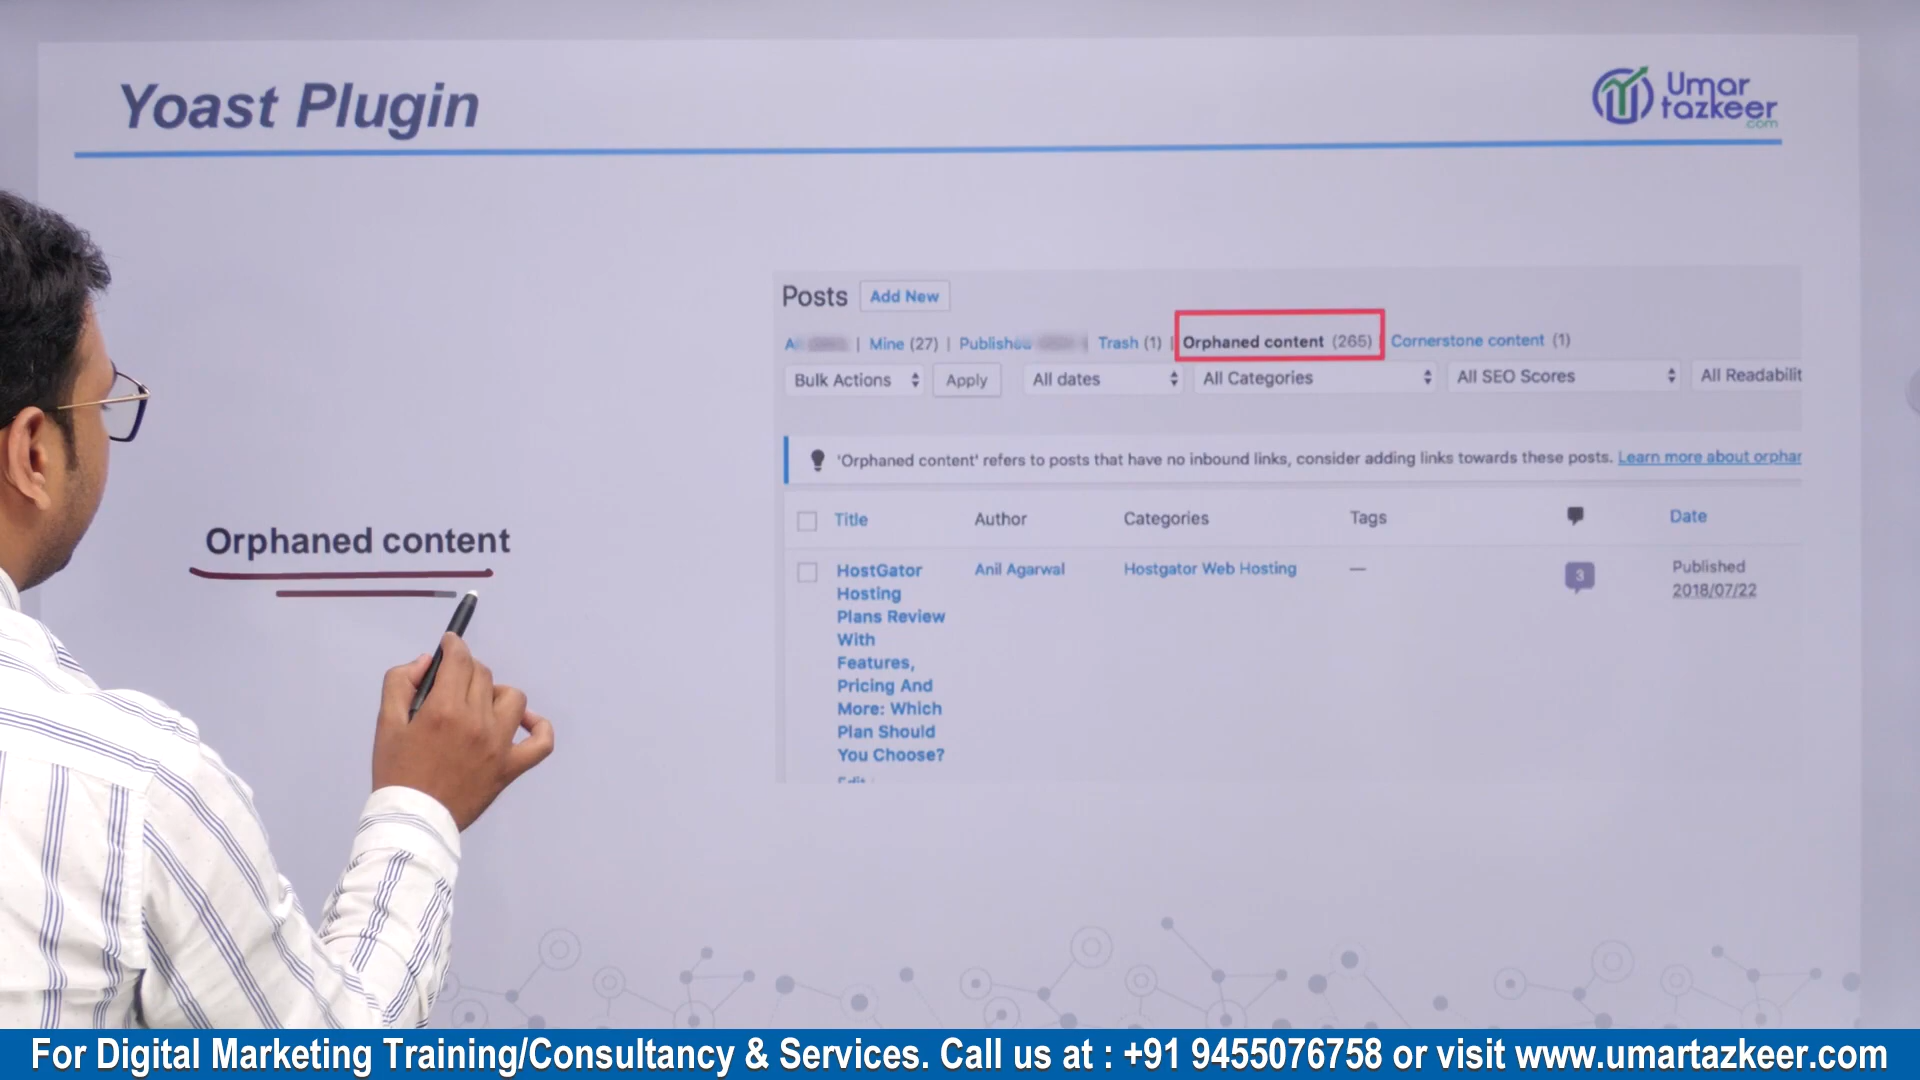 Yoast Plugin
Umar
tazkeer
.com
Posts Add New
| Mine (27) | Trash (1) | Orphaned content (265) Cornerstone content (1)
Bulk Actions Apply All dates All Categories All SEO Scores All Readabilit
'Orphaned content' refers to posts that have no inbound links, consider adding links towards these posts. Learn more about orphan
Title Author Categories Tags Date
HostGator Anil Agarwal Hostgator Web Hosting — 3 Published
Hosting 2018/07/22
Plans Review
With
Features,
Pricing And
More: Which
Plan Should
You Choose?
Orphaned content
For Digital Marketing Training/Consultancy & Services. Call us at : +91 9455076758 or visit www.umartazkeer.com